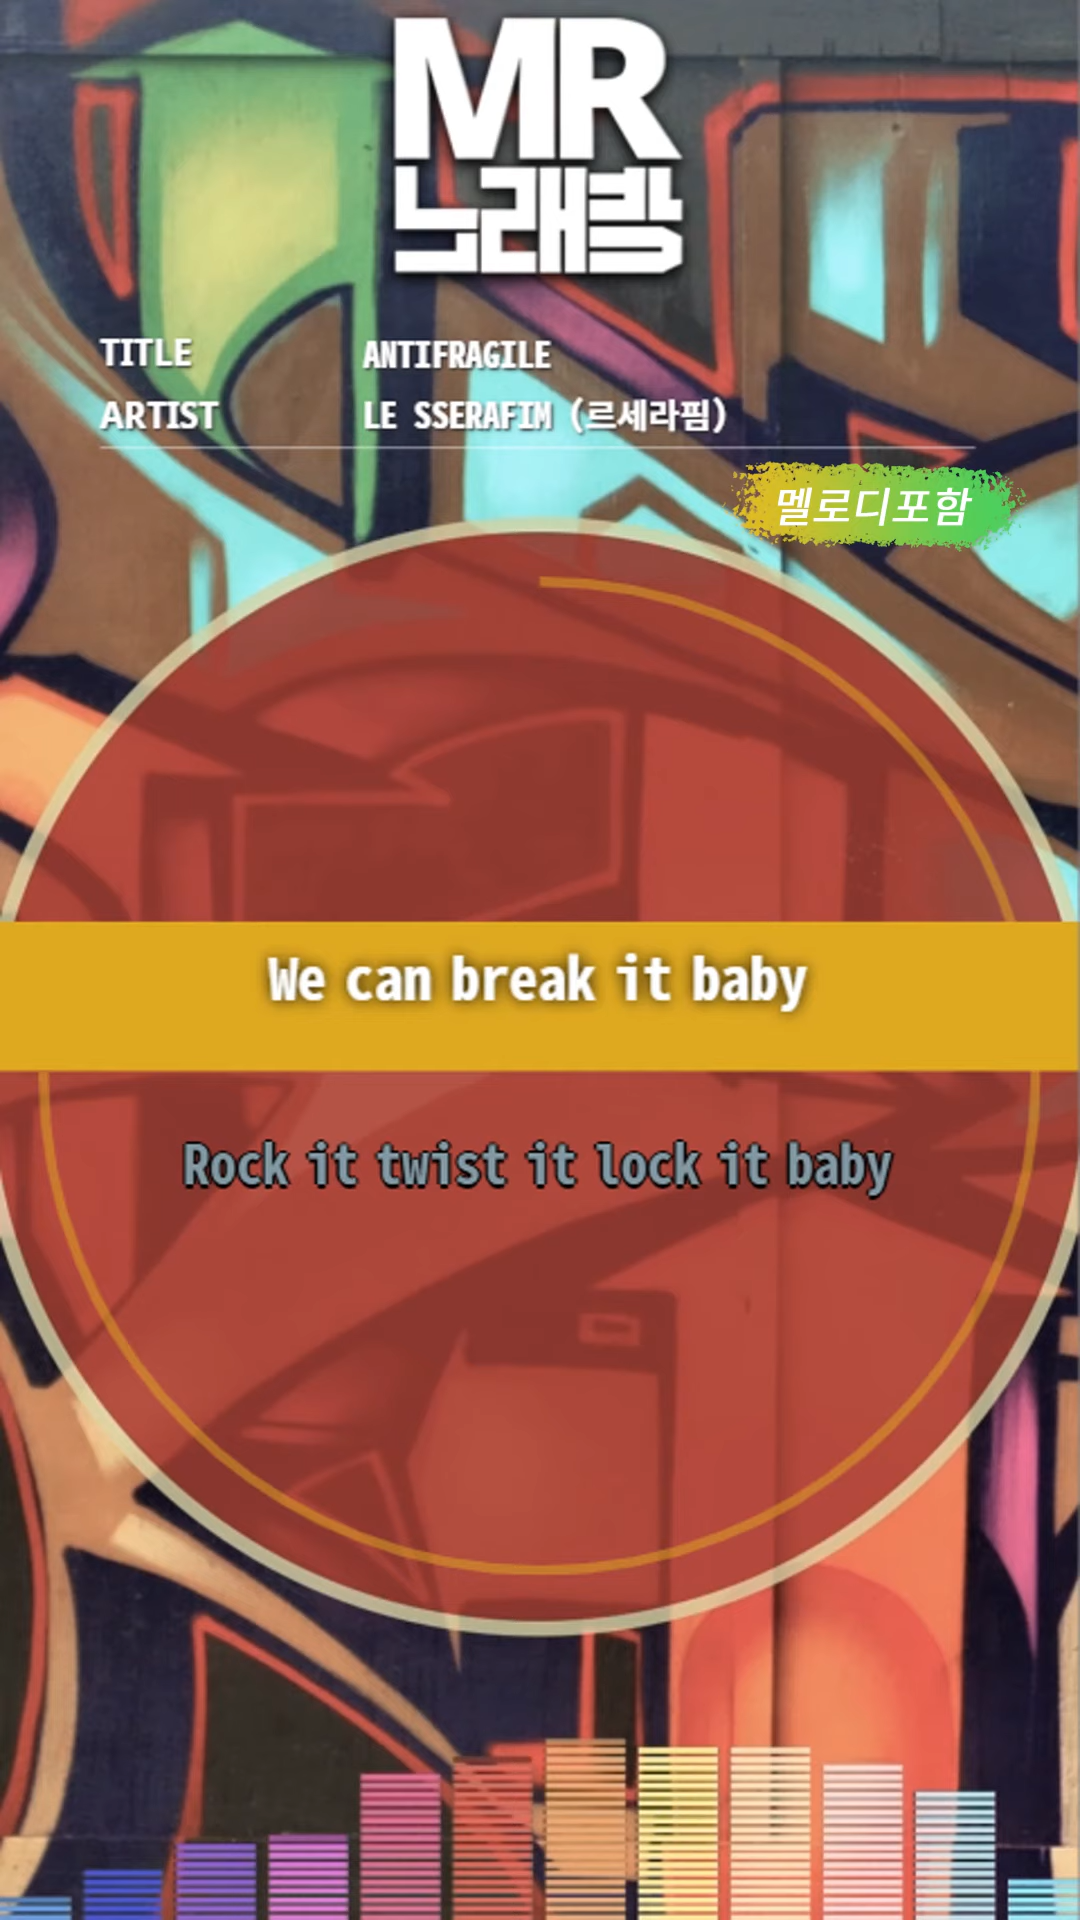 MR
노래방
TITLE ANTIFRAGILE
ARTIST LE SSERAFIM (르세라핌)
멜로디포함
We can break it baby
Rock it twist it lock it baby